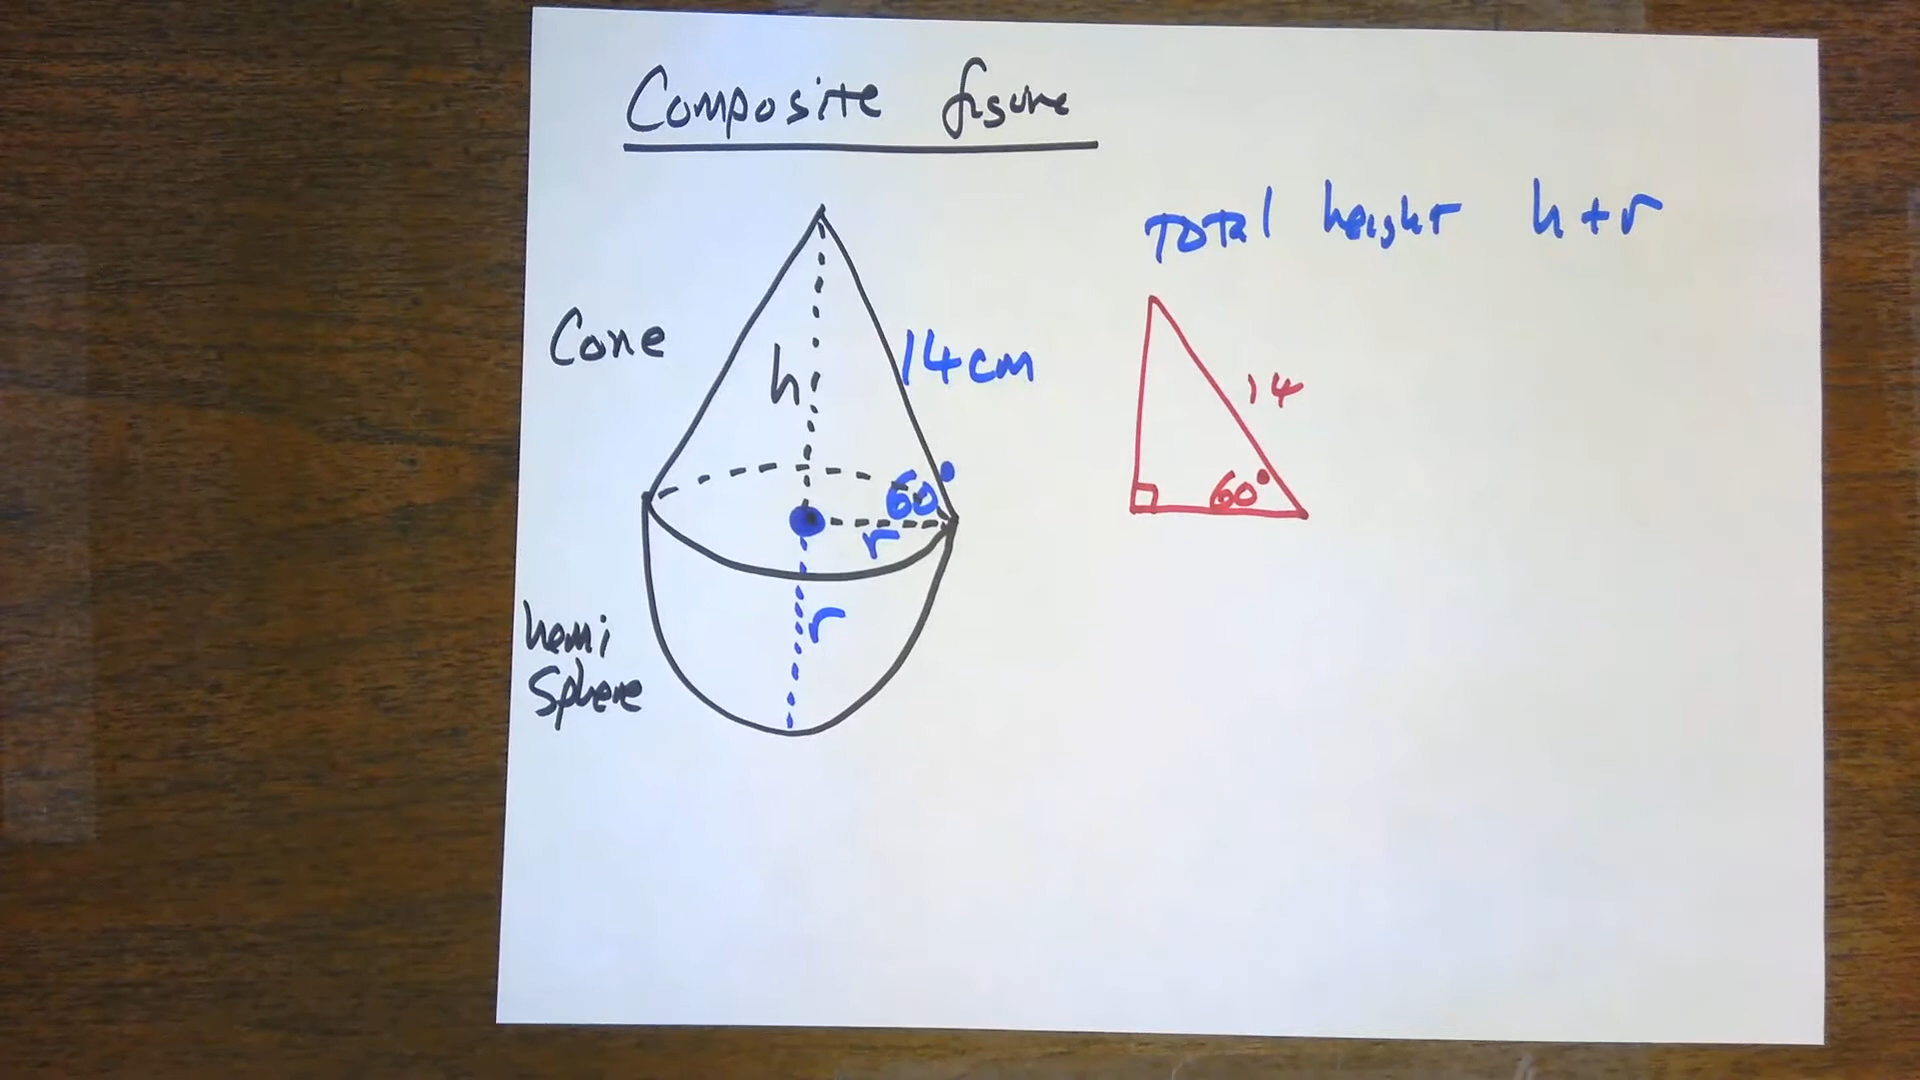 Composite figure
Total height h+r
Cone
h
14cm
14
60°
60°
r
r
hemi
Sphere